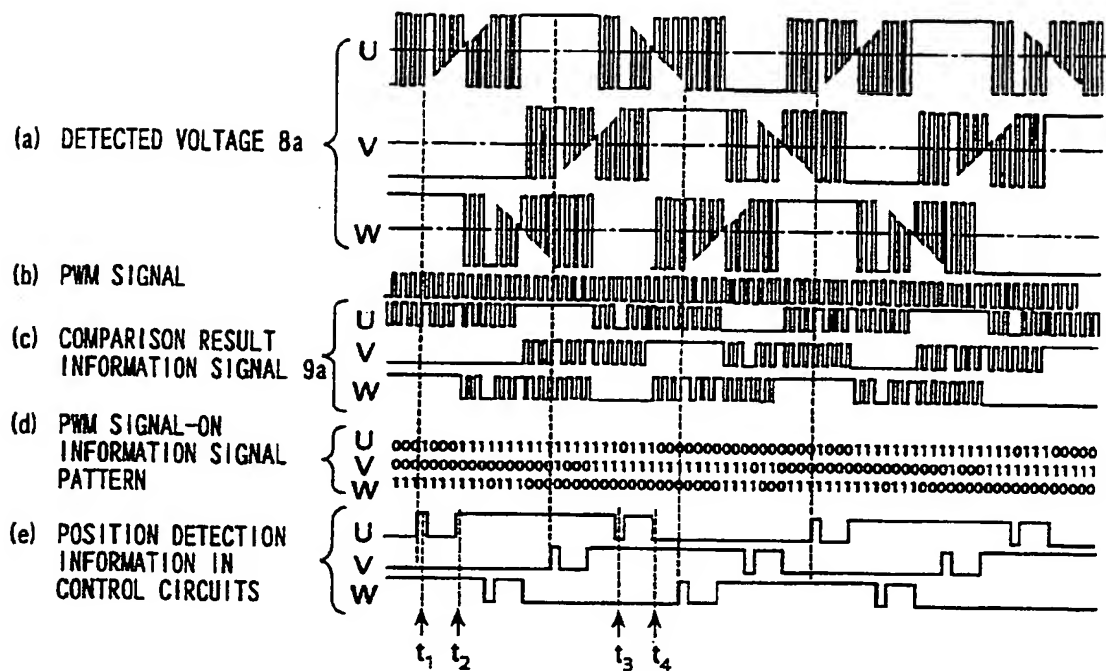 (a) DETECTED VOLTAGE 8a
U
V
W
(b) PWM SIGNAL
(c) COMPARISON RESULT
INFORMATION SIGNAL 9a
U
V
W
(d) PWM SIGNAL-ON
INFORMATION SIGNAL
PATTERN
U
V
W
(e) POSITION DETECTION
INFORMATION IN
CONTROL CIRCUITS
U
V
W
t1 t2 t3 t4